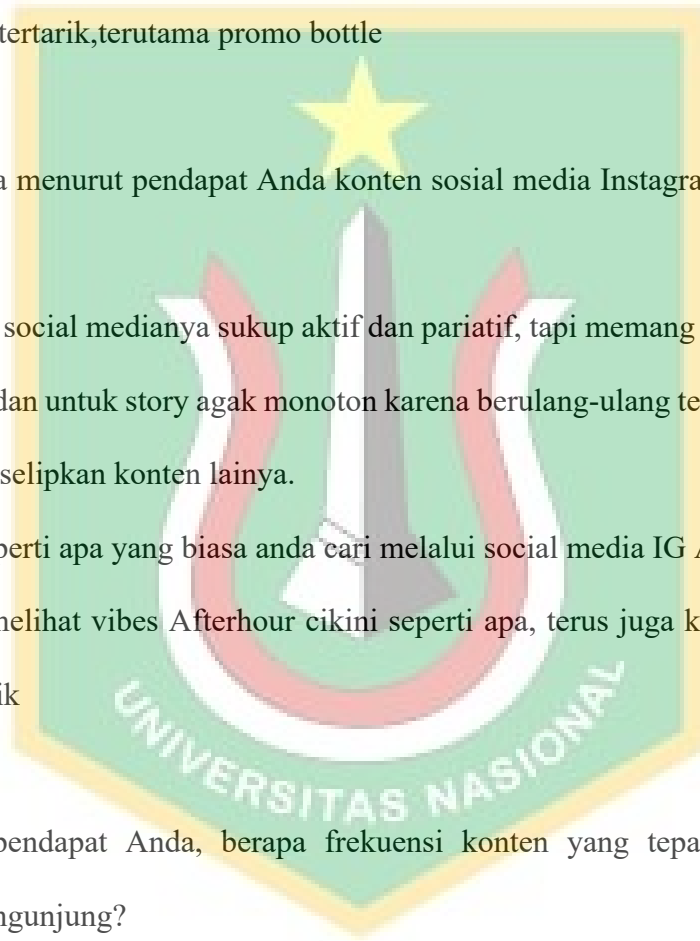 tertarik,terutama promo bottle
a menurut pendapat Anda konten sosial media Instagra
social medianya sukup aktif dan pariatif, tapi memang
dan untuk story agak monoton karena berulang-ulang te
selipkan konten lainya.
perti apa yang biasa anda cari melalui social media IG A
melihat vibes Afterhour cikini seperti apa, terus juga k
ik
UNIVERSITAS NASIONAL
pendapat Anda, berapa frekuensi konten yang tepa
ngunjung?